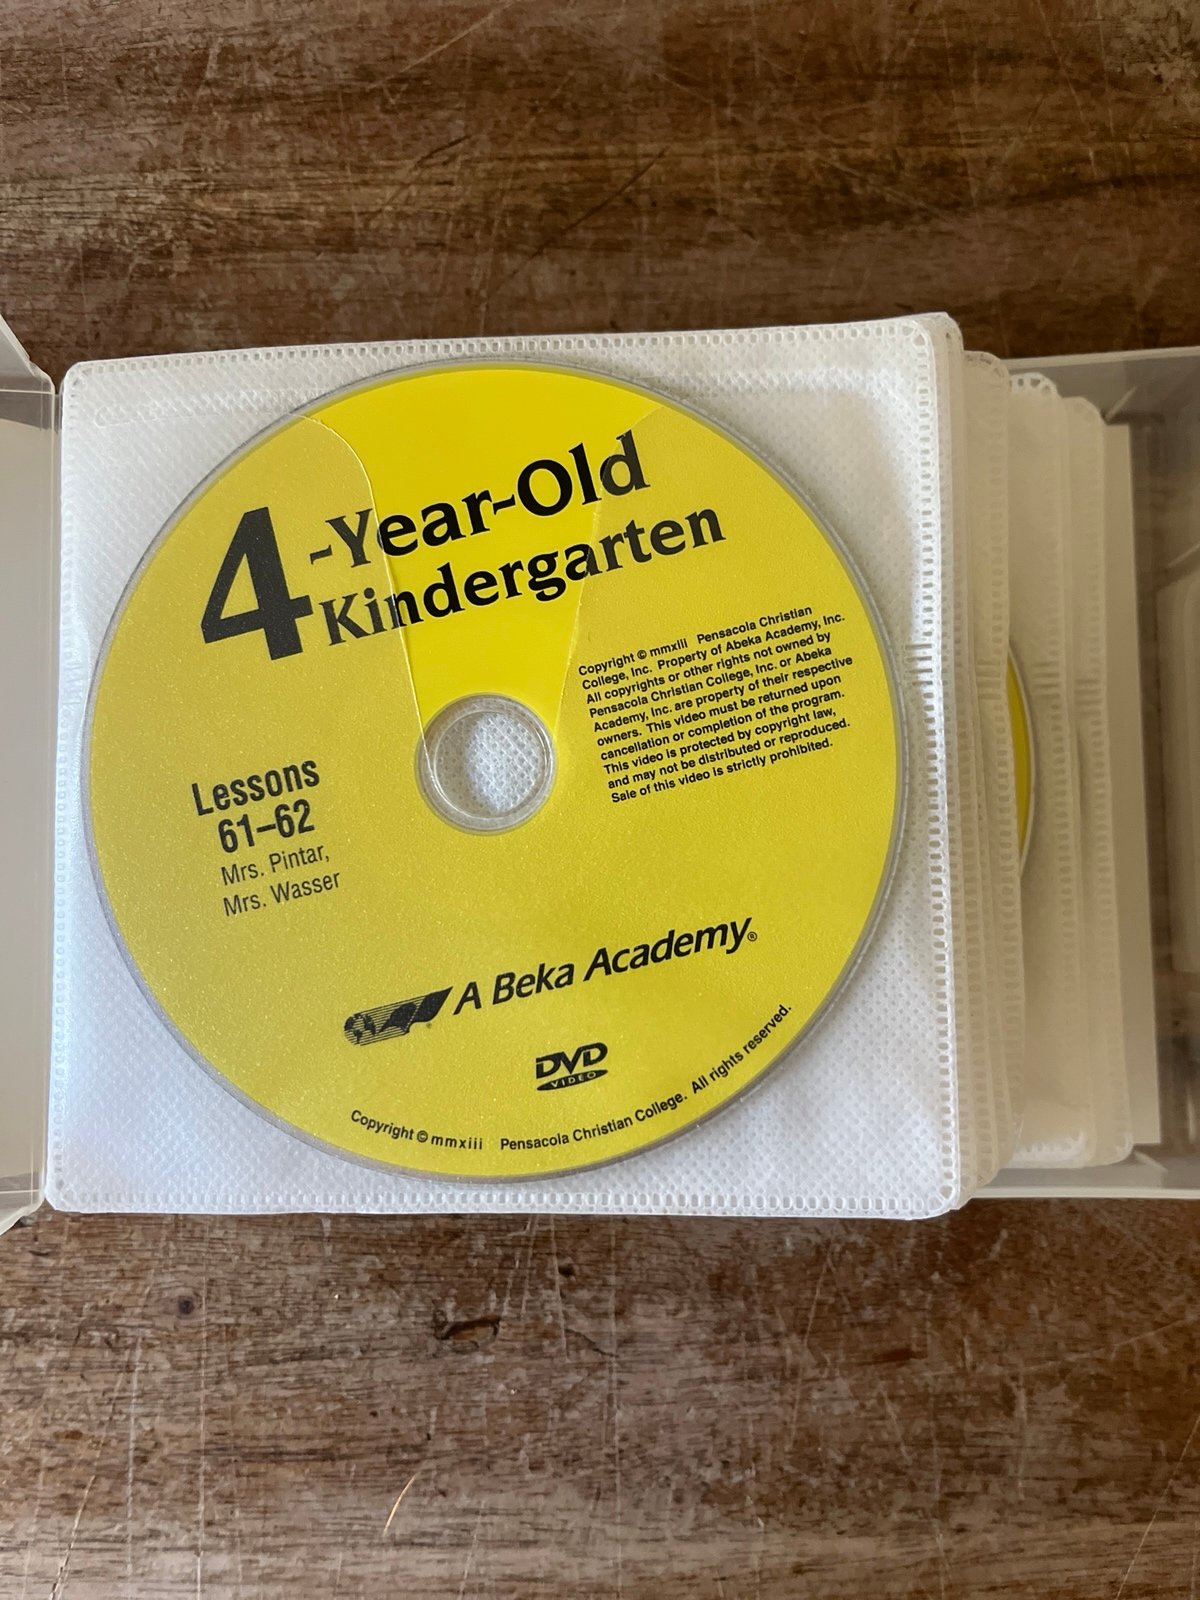 4-Year-Old
Kindergarten
Copyright © mmxiii Pensacola Christian
College, Inc. Property of Abeka Academy, Inc.
All copyrights or other rights not owned by
Pensacola Christian College, Inc. or Abeka
Academy, Inc. are property of their respective
owners. This video must be returned upon
cancellation or completion of the program.
This video is protected by copyright law,
and may not be distributed or reproduced.
Sale of this video is strictly prohibited.
Lessons
61–62
Mrs. Pintar,
Mrs. Wasser
A Beka Academy®
DVD
VIDEO
Copyright © mmxiii Pensacola Christian College. All rights reserved.